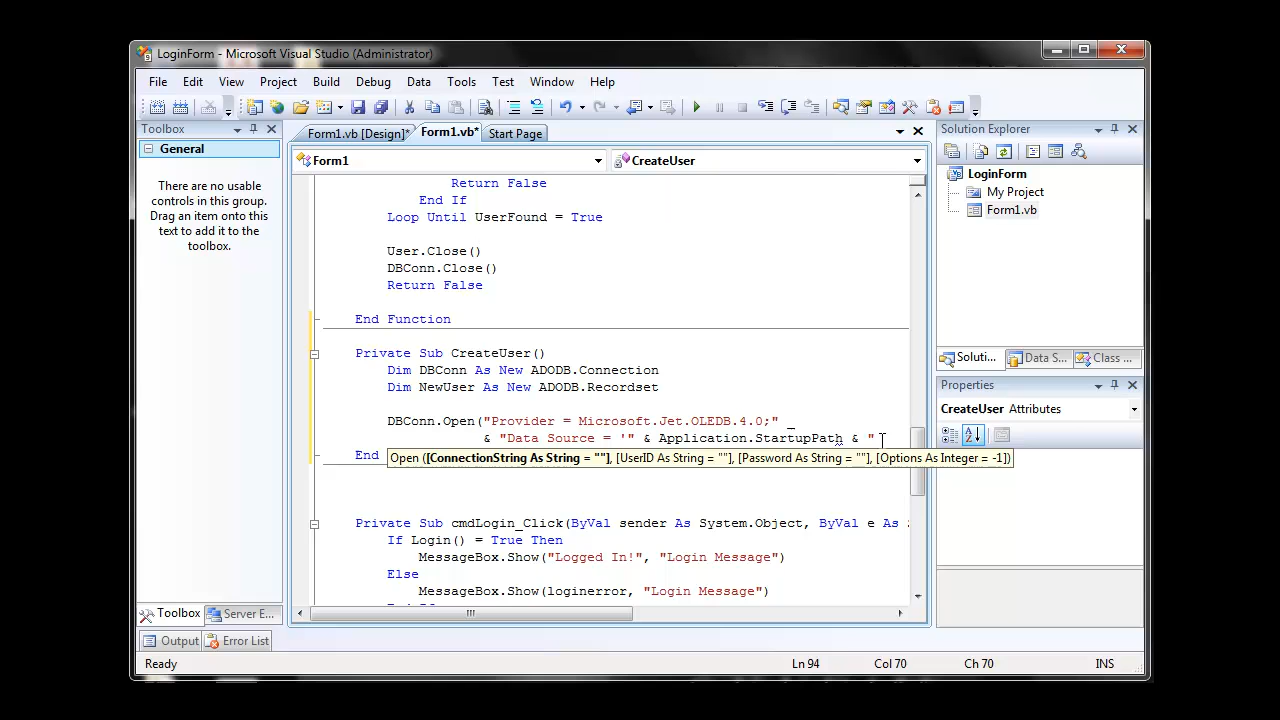 LoginForm - Microsoft Visual Studio (Administrator)
File Edit View Project Build Debug Data Tools Test Window Help
Toolbox
General
There are no usable
controls in this group.
Drag an item onto this
text to add it to the
toolbox.
Toolbox Server E...
Form1.vb [Design]* Form1.vb* Start Page
Form1 CreateUser
Return False
End If
Loop Until UserFound = True
User.Close()
DBConn.Close()
Return False
End Function
Private Sub CreateUser()
Dim DBConn As New ADODB.Connection
Dim NewUser As New ADODB.Recordset
DBConn.Open("Provider = Microsoft.Jet.OLEDB.4.0;" _
& "Data Source = '" & Application.StartupPath & "
End
Open ([ConnectionString As String = ""], [UserID As String = ""], [Password As String = ""], [Options As Integer = -1])
Private Sub cmdLogin_Click(ByVal sender As System.Object, ByVal e As
If Login() = True Then
MessageBox.Show("Logged In!", "Login Message")
Else
MessageBox.Show(loginerror, "Login Message")
Solution Explorer
LoginForm
My Project
Form1.vb
Soluti... Data S... Class ...
Properties
CreateUser Attributes
Output Error List
Ready Ln 94 Col 70 Ch 70 INS